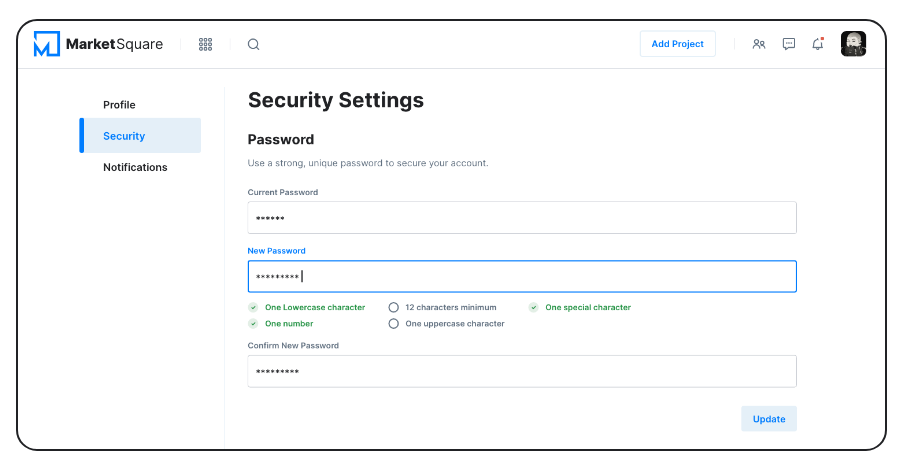 MarketSquare
Add Project
Profile
Security
Notifications
Security Settings
Password
Use a strong, unique password to secure your account.
Current Password
******
New Password
*********
One Lowercase character
12 characters minimum
One special character
One number
One uppercase character
Confirm New Password
*********
Update